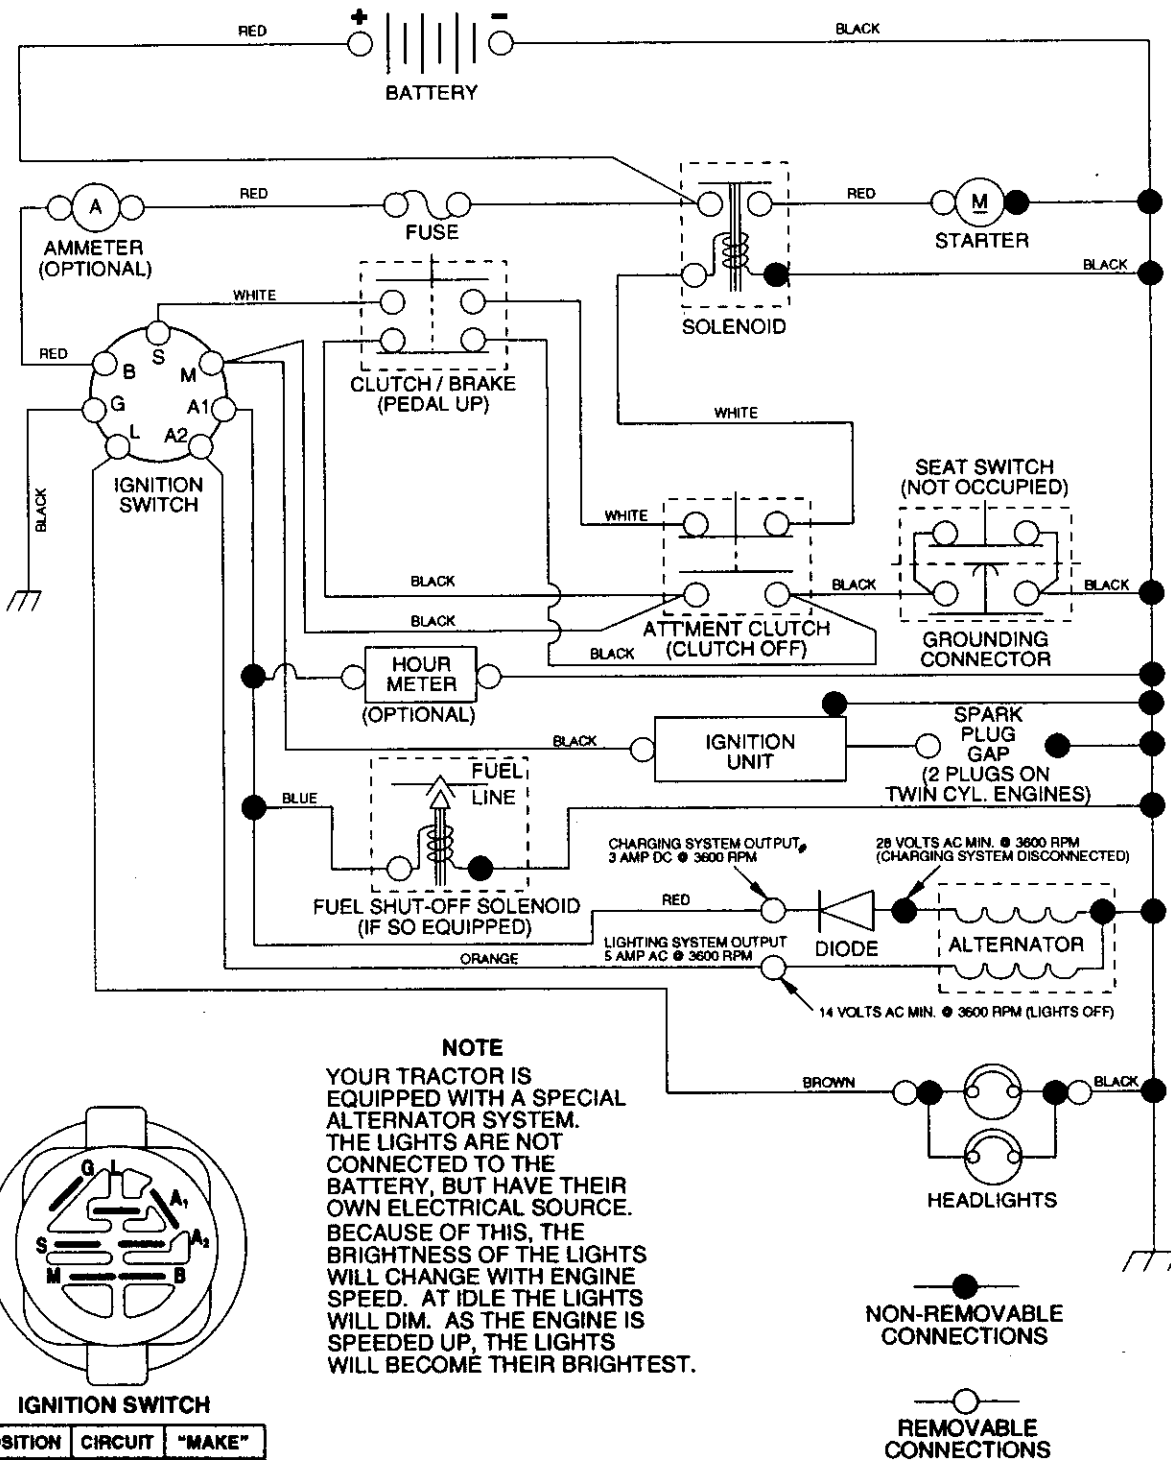 + -
RED
BLACK
BATTERY
A
RED
FUSE
RED
M
STARTER
AMMETER
(OPTIONAL)
BLACK
SOLENOID
WHITE
RED
S
B
M
G
A1
L
A2
IGNITION
SWITCH
BLACK
CLUTCH / BRAKE
(PEDAL UP)
WHITE
SEAT SWITCH
(NOT OCCUPIED)
WHITE
BLACK
BLACK
BLACK
BLACK
ATT'MENT CLUTCH
(CLUTCH OFF)
BLACK
GROUNDING
CONNECTOR
HOUR
METER
(OPTIONAL)
BLACK
IGNITION
UNIT
SPARK
PLUG
GAP
(2 PLUGS ON
TWIN CYL. ENGINES)
FUEL
LINE
BLUE
FUEL SHUT-OFF SOLENOID
(IF SO EQUIPPED)
CHARGING SYSTEM OUTPUT
3 AMP DC @ 3600 RPM
28 VOLTS AC MIN. @ 3600 RPM
(CHARGING SYSTEM DISCONNECTED)
RED
DIODE
ALTERNATOR
LIGHTING SYSTEM OUTPUT
5 AMP AC @ 3600 RPM
ORANGE
14 VOLTS AC MIN. @ 3600 RPM (LIGHTS OFF)
BROWN
BLACK
HEADLIGHTS
NOTE
YOUR TRACTOR IS
EQUIPPED WITH A SPECIAL
ALTERNATOR SYSTEM.
THE LIGHTS ARE NOT
CONNECTED TO THE
BATTERY, BUT HAVE THEIR
OWN ELECTRICAL SOURCE.
BECAUSE OF THIS, THE
BRIGHTNESS OF THE LIGHTS
WILL CHANGE WITH ENGINE
SPEED. AT IDLE THE LIGHTS
WILL DIM. AS THE ENGINE IS
SPEEDED UP, THE LIGHTS
WILL BECOME THEIR BRIGHTEST.
G L
A1
S
A2
M
B
IGNITION SWITCH
SITION CIRCUIT "MAKE"
NON-REMOVABLE
CONNECTIONS
REMOVABLE
CONNECTIONS